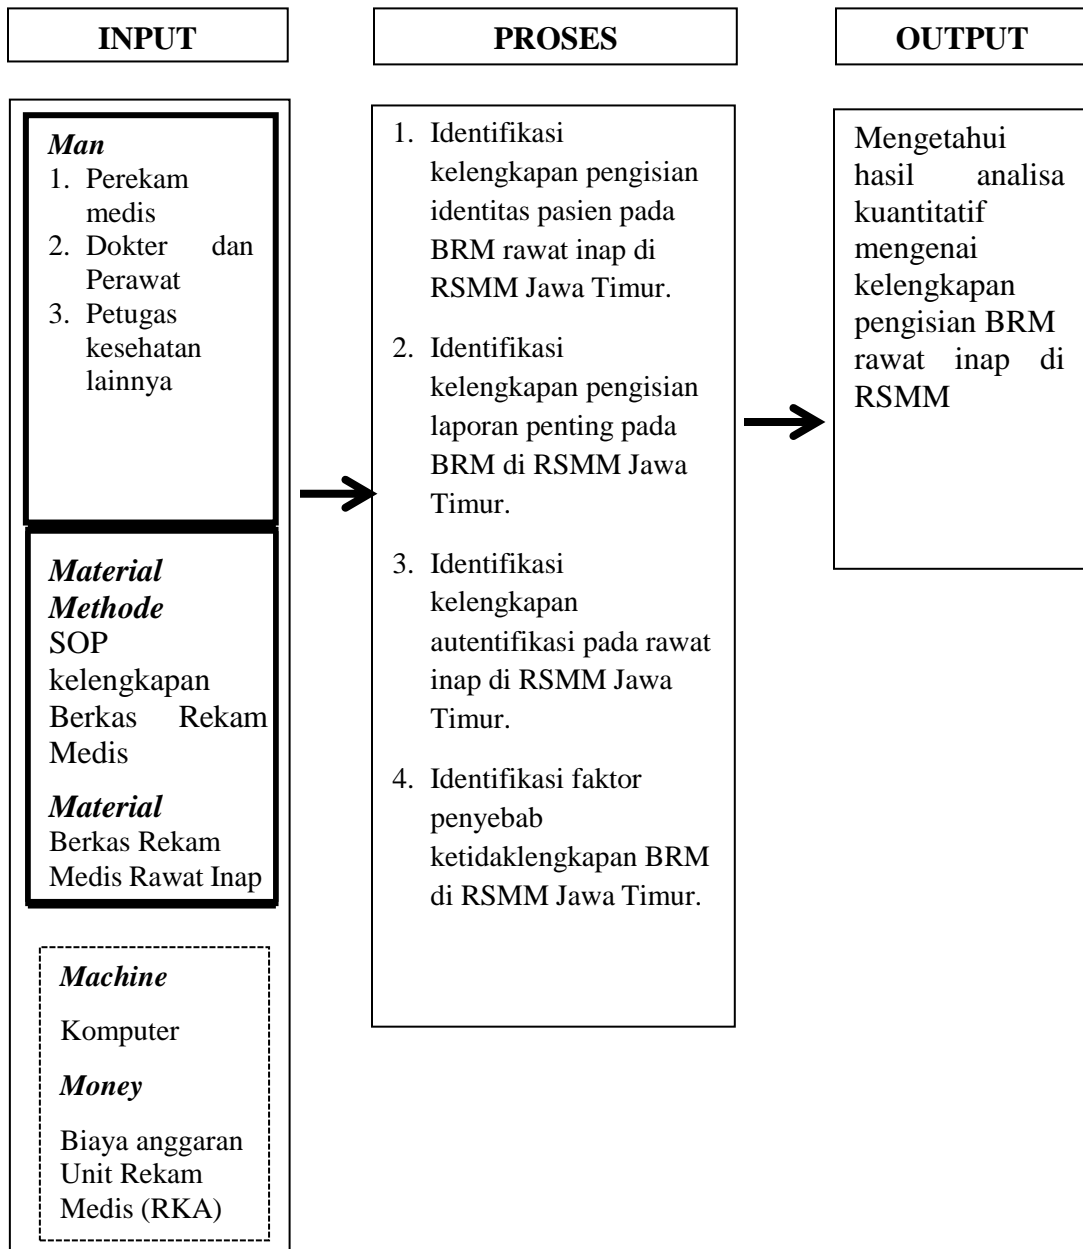 INPUT
PROSES
OUTPUT
Man
1. Perekam
medis
2. Dokter dan
Perawat
3. Petugas
kesehatan
lainnya
Material
Methode
SOP
kelengkapan
Berkas Rekam
Medis
Material
Berkas Rekam
Medis Rawat Inap
Machine
Komputer
Money
Biaya anggaran
Unit Rekam
Medis (RKA)
1. Identifikasi
kelengkapan pengisian
identitas pasien pada
BRM rawat inap di
RSMM Jawa Timur.
2. Identifikasi
kelengkapan pengisian
laporan penting pada
BRM di RSMM Jawa
Timur.
3. Identifikasi
kelengkapan
autentifikasi pada rawat
inap di RSMM Jawa
Timur.
4. Identifikasi faktor
penyebab
ketidaklengkapan BRM
di RSMM Jawa Timur.
Mengetahui
hasil analisa
kuantitatif
mengenai
kelengkapan
pengisian BRM
rawat inap di
RSMM